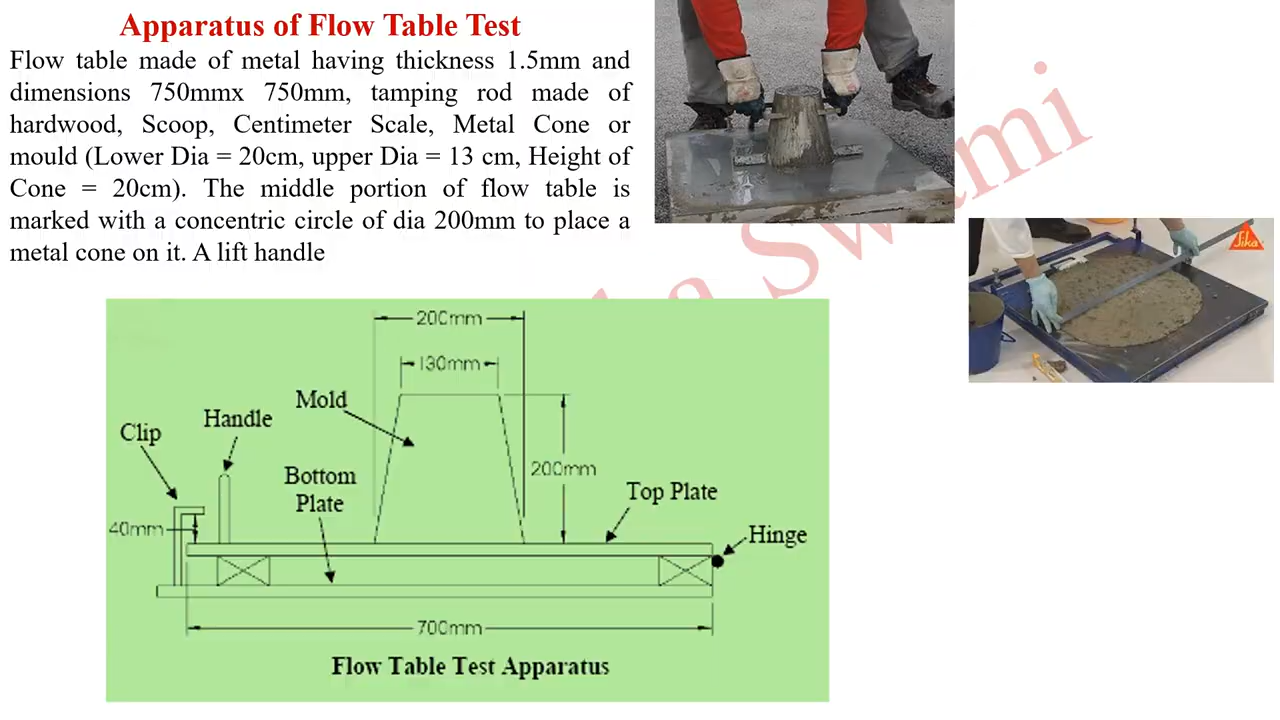 Apparatus of Flow Table Test
Flow table made of metal having thickness 1.5mm and
dimensions 750mmx 750mm, tamping rod made of
hardwood, Scoop, Centimeter Scale, Metal Cone or
mould (Lower Dia = 20cm, upper Dia = 13 cm, Height of
Cone = 20cm). The middle portion of flow table is
marked with a concentric circle of dia 200mm to place a
metal cone on it. A lift handle
Sika
200mm
130mm
Mold
Handle
Clip
Bottom
Plate
200mm
Top Plate
40mm
Hinge
700mm
Flow Table Test Apparatus